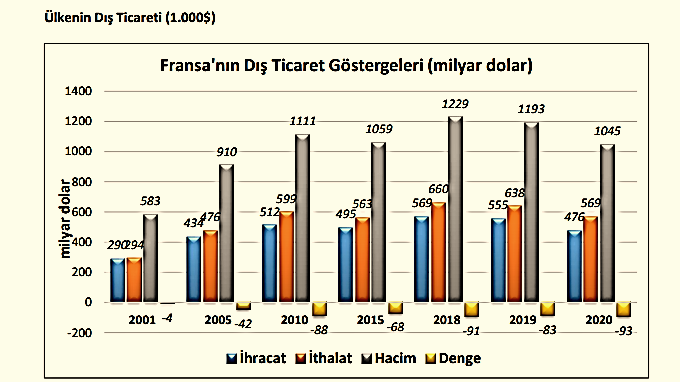 Ülkenin Dış Ticareti (1.000$)
Fransa'nın Dış Ticaret Göstergeleri (milyar dolar)
milyar dolar
1400
1200
1000
800
600
400
200
0
-200
290 294 583 -4
434 476 910 -42
512 599 1111 -88
495 563 1059 -68
569 660 1229 -91
555 638 1193 -83
476 569 1045 -93
2001 2005 2010 2015 2018 2019 2020
İhracat İthalat Hacim Denge